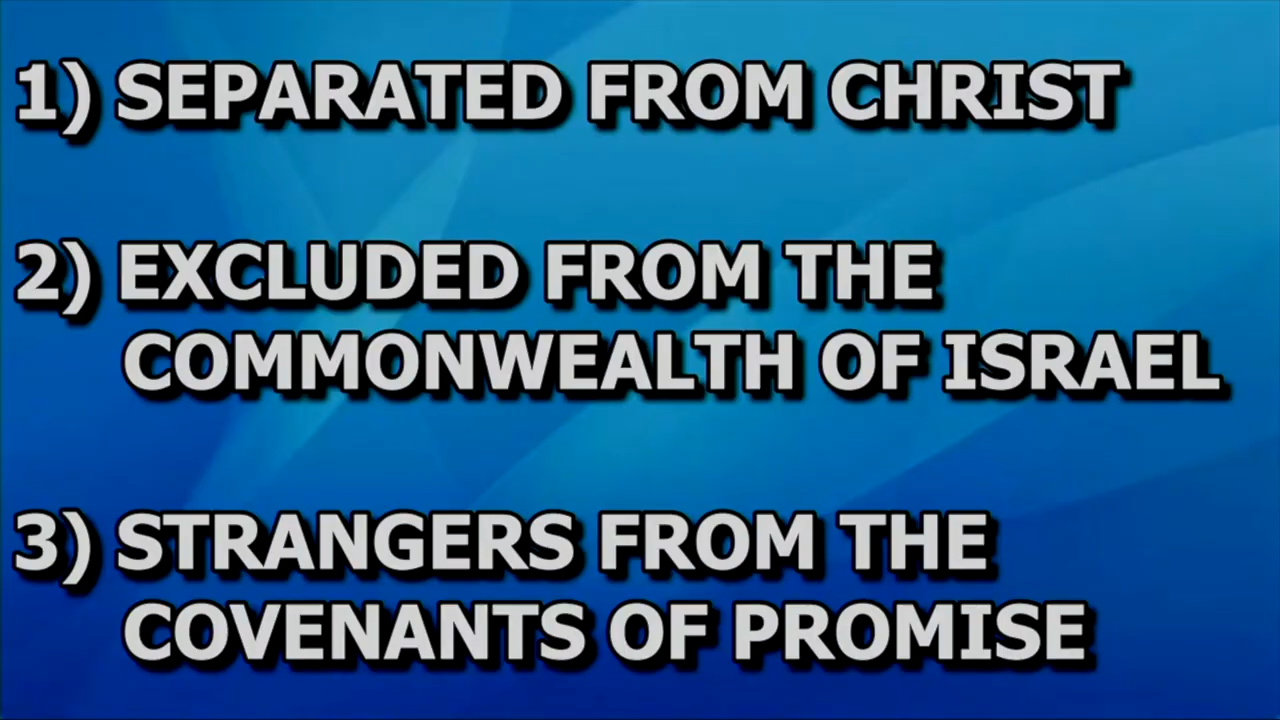 1) SEPARATED FROM CHRIST
2) EXCLUDED FROM THE
COMMONWEALTH OF ISRAEL
3) STRANGERS FROM THE
COVENANTS OF PROMISE